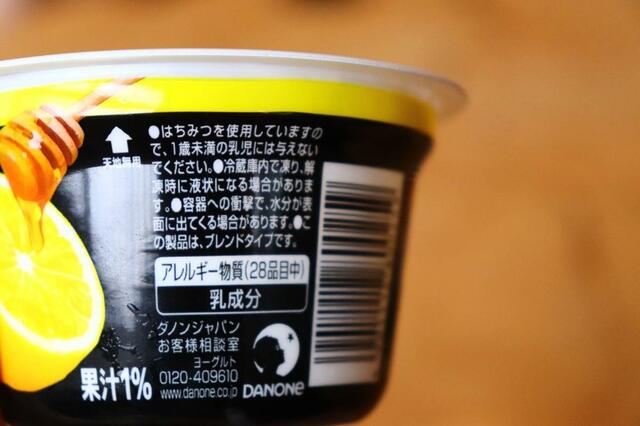 天地無用
●はちみつを使用していますの
で、1歳未満の乳児には与えない
でください。●冷蔵庫内で凍り、解
凍時に液状になる場合がありま
す。●容器への衝撃で、水分が表
面に出てくる場合があります。●こ
の製品は、ブレンドタイプです。
アレルギー物質(28品目中)
乳成分
ダノンジャパン
お客様相談室
ヨーグルト
0120-409610
www.danone.co.jp
DANONE
果汁1%